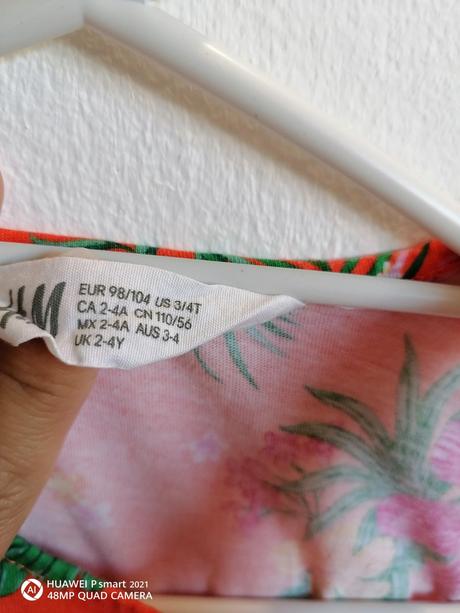 H&M
EUR 98/104 US 3/4T
CA 2-4A CN 110/56
MX 2-4A AUS 3-4
UK 2-4Y
AI
HUAWEI P smart 2021
48MP QUAD CAMERA